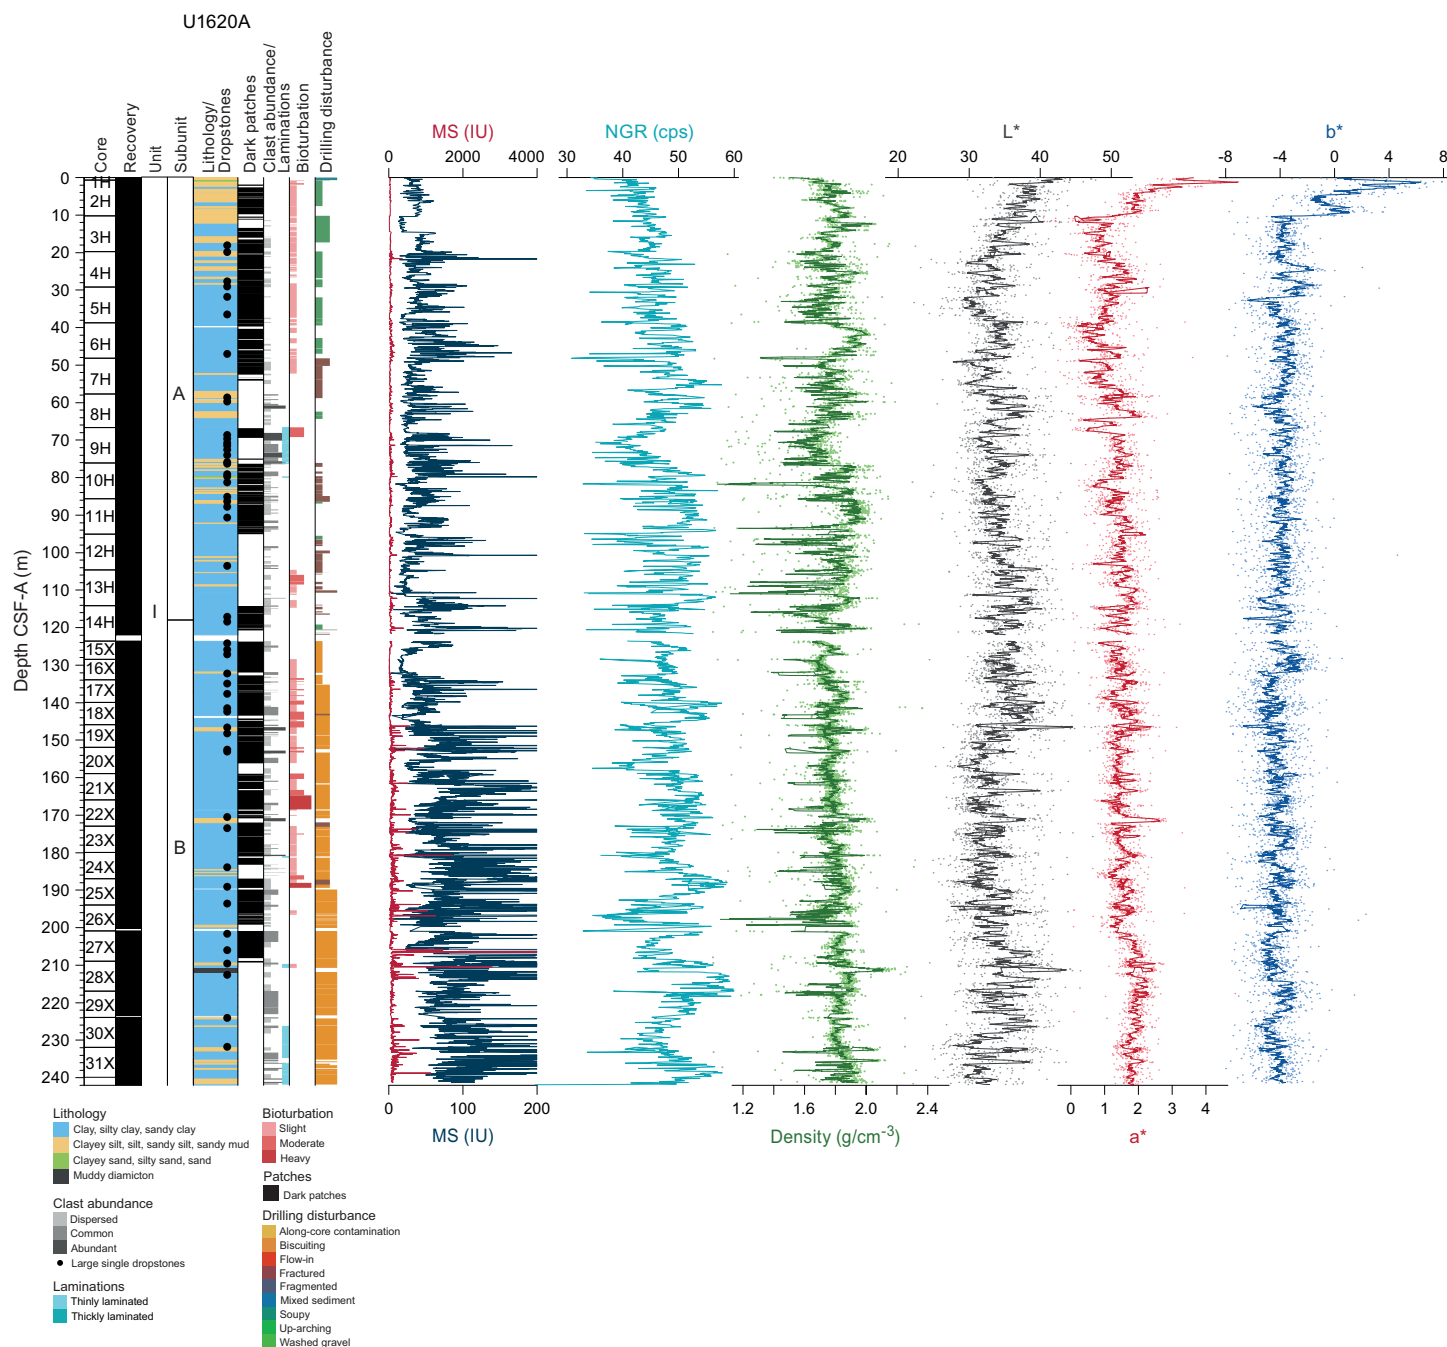 U1620A
Core
Recovery
Unit
Subunit
Lithology/
Dropstones
Dark patches
Clast abundance/
Laminations
Bioturbation
Drilling disturbance
MS (IU)
NGR (cps)
L*
b*
0 2000 4000
30 40 50 60
20 30 40 50
-8 -4 0 4 8
Depth CSF-A (m)
0
10
20
30
40
50
60
70
80
90
100
110
120
130
140
150
160
170
180
190
200
210
220
230
240
1H
2H
3H
4H
5H
6H
7H
8H
9H
10H
11H
12H
13H
14H
15X
16X
17X
18X
19X
20X
21X
22X
23X
24X
25X
26X
27X
28X
29X
30X
31X
I
A
B
0 100 200
MS (IU)
1.2 1.6 2.0 2.4
Density (g/cm-3)
0 1 2 3 4
a*
Lithology
Clay, silty clay, sandy clay
Clayey silt, silt, sandy silt, sandy mud
Clayey sand, silty sand, sand
Muddy diamicton
Clast abundance
Dispersed
Common
Abundant
Large single dropstones
Laminations
Thinly laminated
Thickly laminated
Bioturbation
Slight
Moderate
Heavy
Patches
Dark patches
Drilling disturbance
Along-core contamination
Biscuiting
Flow-in
Fractured
Fragmented
Mixed sediment
Soupy
Up-arching
Washed gravel